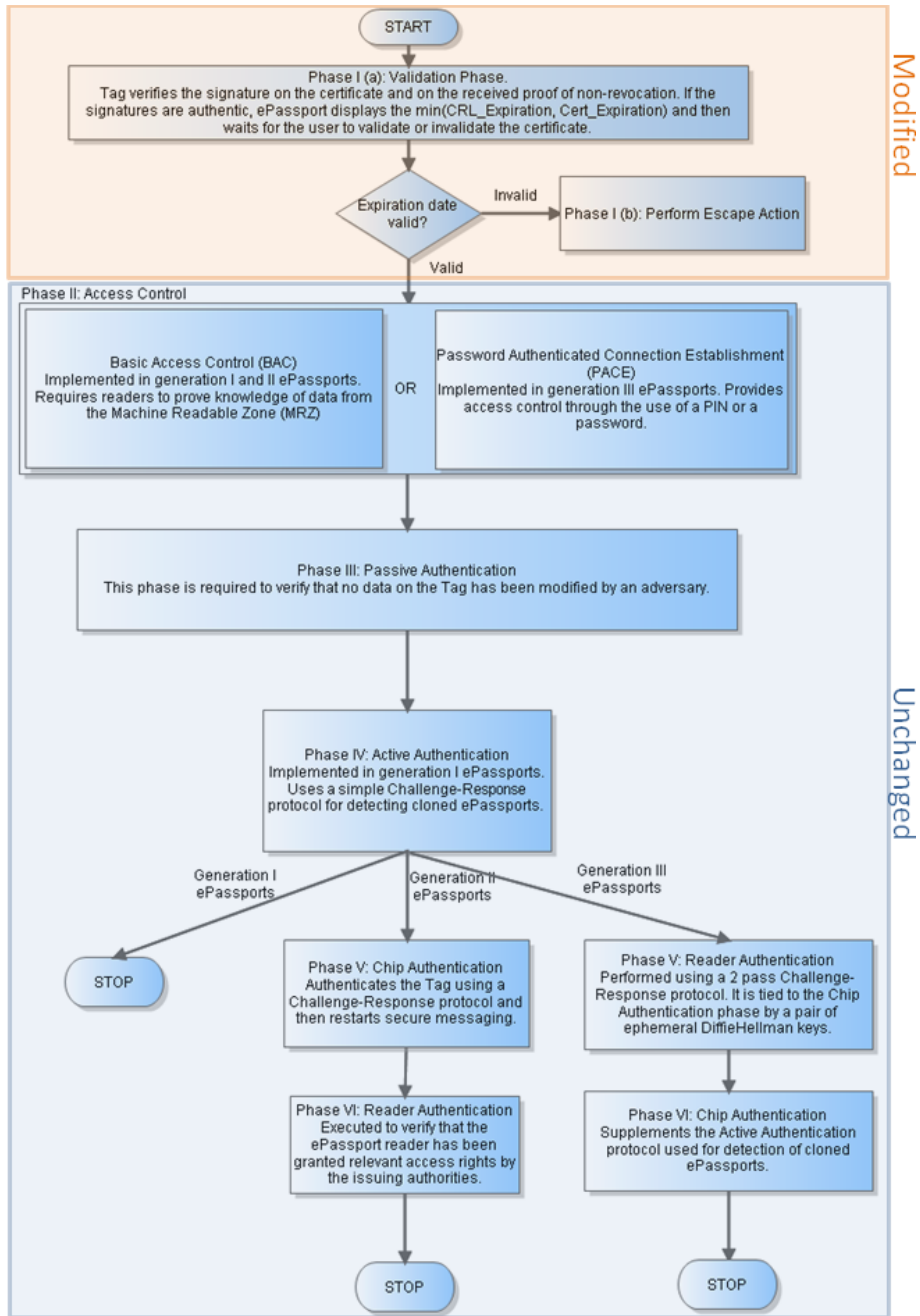 START
Phase I (a): Validation Phase.
Tag verifies the signature on the certificate and on the received proof of non-revocation. If the
signatures are authentic, ePassport displays the min(CRL_Expiration, Cert_Expiration) and then
waits for the user to validate or invalidate the certificate.
Expiration date
valid?
Invalid
Phase I (b): Perform Escape Action
Valid
Modified
Phase II: Access Control
Basic Access Control (BAC)
Implemented in generation I and II ePassports.
Requires readers to prove knowledge of data from
the Machine Readable Zone (MRZ)
OR
Password Authenticated Connection Establishment
(PACE)
Implemented in generation III ePassports. Provides
access control through the use of a PIN or a
password.
Phase III: Passive Authentication
This phase is required to verify that no data on the Tag has been modified by an adversary.
Phase IV: Active Authentication
Implemented in generation I ePassports.
Uses a simple Challenge-Response
protocol for detecting cloned ePassports.
Unchanged
Generation I
ePassports
Generation II
ePassports
Generation III
ePassports
STOP
Phase V: Chip Authentication
Authenticates the Tag using a
Challenge-Response protocol and
then restarts secure messaging.
Phase V: Reader Authentication
Performed using a 2 pass Challenge-
Response protocol. It is tied to the Chip
Authentication phase by a pair of
ephemeral DiffieHellman keys.
Phase VI: Reader Authentication
Executed to verify that the
ePassport reader has been
granted relevant access rights by
the issuing authorities.
Phase VI: Chip Authentication
Supplements the Active Authentication
protocol used for detection of cloned
ePassports.
STOP
STOP